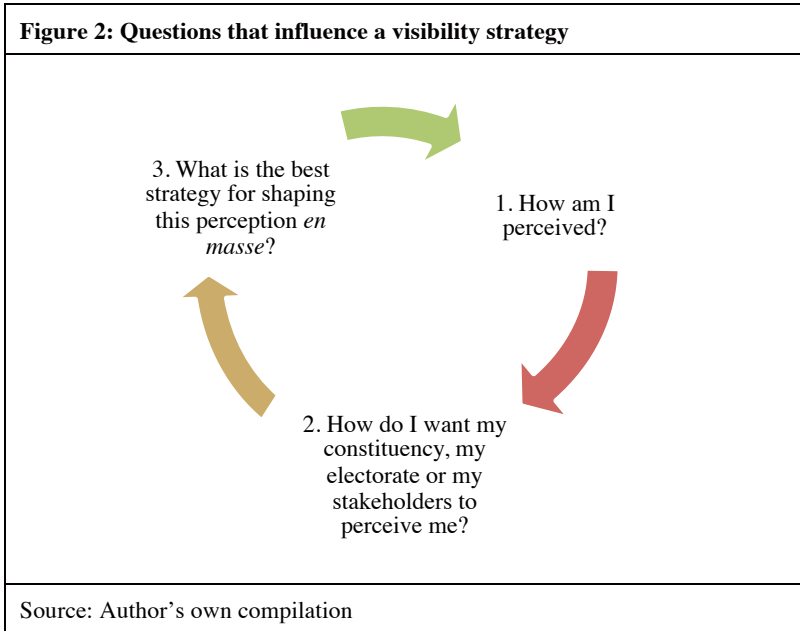 Figure 2: Questions that influence a visibility strategy
1. How am I
perceived?
2. How do I want my
constituency, my
electorate or my
stakeholders to
perceive me?
3. What is the best
strategy for shaping
this perception en
masse?
Source: Author’s own compilation